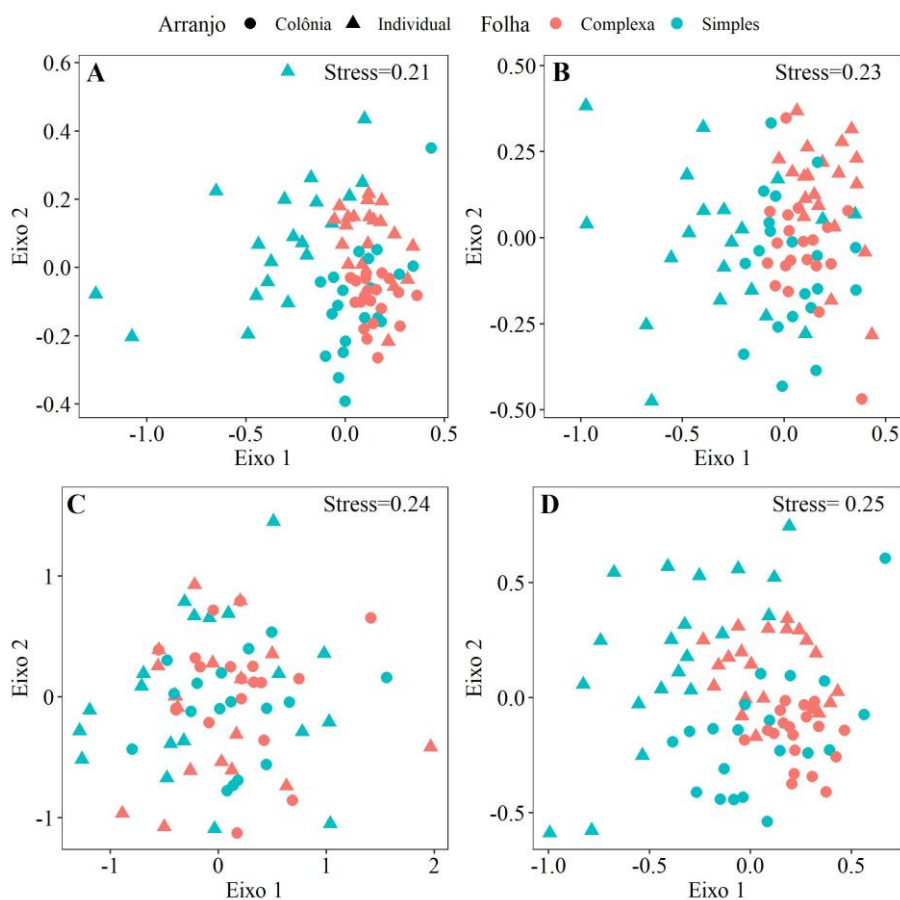 Arranjo Colônia Individual Folha Complexa Simples
A Stress=0.21
Eixo 2
0.6
0.4
0.2
0.0
-0.2
-0.4
-1.0 -0.5 0.0 0.5
Eixo 1
B Stress=0.23
Eixo 2
0.50
0.25
0.00
-0.25
-0.50
-1.0 -0.5 0.0 0.5
Eixo 1
C Stress=0.24
Eixo 2
1
0
-1
-1 0 1 2
Eixo 1
D Stress= 0.25
Eixo 2
0.5
0.0
-0.5
-1.0 -0.5 0.0 0.5
Eixo 1